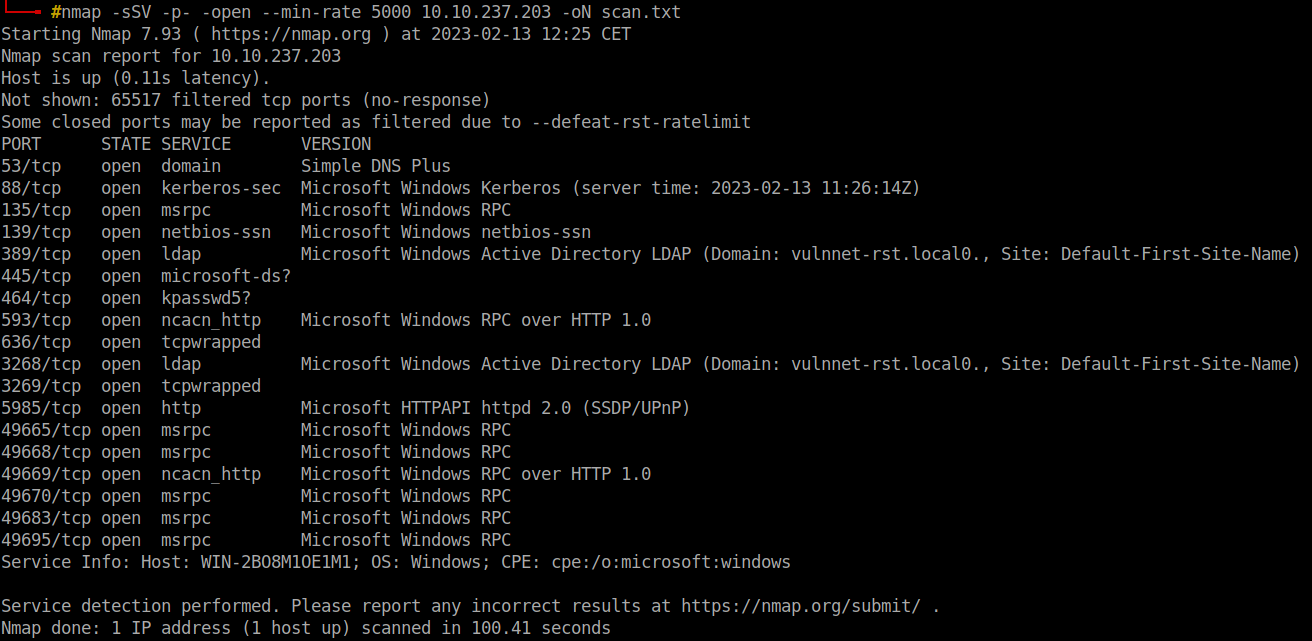 #nmap -sSV -p- -open --min-rate 5000 10.10.237.203 -oN scan.txt
Starting Nmap 7.93 ( https://nmap.org ) at 2023-02-13 12:25 CET
Nmap scan report for 10.10.237.203
Host is up (0.11s latency).
Not shown: 65517 filtered tcp ports (no-response)
Some closed ports may be reported as filtered due to --defeat-rst-ratelimit
PORT      STATE SERVICE       VERSION
53/tcp    open  domain        Simple DNS Plus
88/tcp    open  kerberos-sec  Microsoft Windows Kerberos (server time: 2023-02-13 11:26:14Z)
135/tcp   open  msrpc         Microsoft Windows RPC
139/tcp   open  netbios-ssn   Microsoft Windows netbios-ssn
389/tcp   open  ldap          Microsoft Windows Active Directory LDAP (Domain: vulnnet-rst.local0., Site: Default-First-Site-Name)
445/tcp   open  microsoft-ds?
464/tcp   open  kpasswd5?
593/tcp   open  ncacn_http    Microsoft Windows RPC over HTTP 1.0
636/tcp   open  tcpwrapped
3268/tcp  open  ldap          Microsoft Windows Active Directory LDAP (Domain: vulnnet-rst.local0., Site: Default-First-Site-Name)
3269/tcp  open  tcpwrapped
5985/tcp  open  http          Microsoft HTTPAPI httpd 2.0 (SSDP/UPnP)
49665/tcp open  msrpc         Microsoft Windows RPC
49668/tcp open  msrpc         Microsoft Windows RPC
49669/tcp open  ncacn_http    Microsoft Windows RPC over HTTP 1.0
49670/tcp open  msrpc         Microsoft Windows RPC
49683/tcp open  msrpc         Microsoft Windows RPC
49695/tcp open  msrpc         Microsoft Windows RPC
Service Info: Host: WIN-2BO8M1OE1M1; OS: Windows; CPE: cpe:/o:microsoft:windows
Service detection performed. Please report any incorrect results at https://nmap.org/submit/ .
Nmap done: 1 IP address (1 host up) scanned in 100.41 seconds